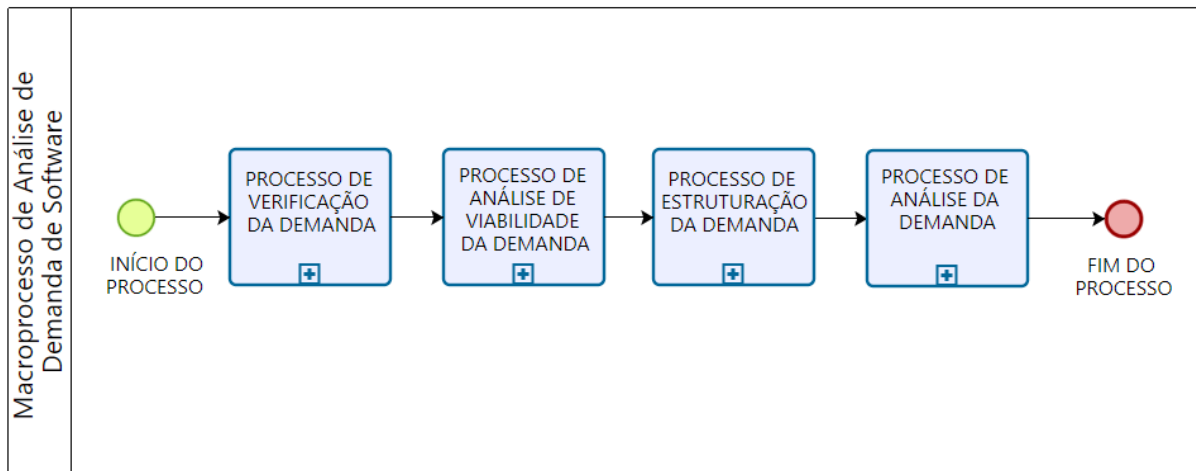 Macroprocesso de Análise de
Demanda de Software
INÍCIO DO
PROCESSO
PROCESSO DE
VERIFICAÇÃO
DA DEMANDA
PROCESSO DE
ANÁLISE DE
VIABILIDADE
DA DEMANDA
PROCESSO DE
ESTRUTURAÇÃO
DA DEMANDA
PROCESSO DE
ANÁLISE DA
DEMANDA
FIM DO
PROCESSO